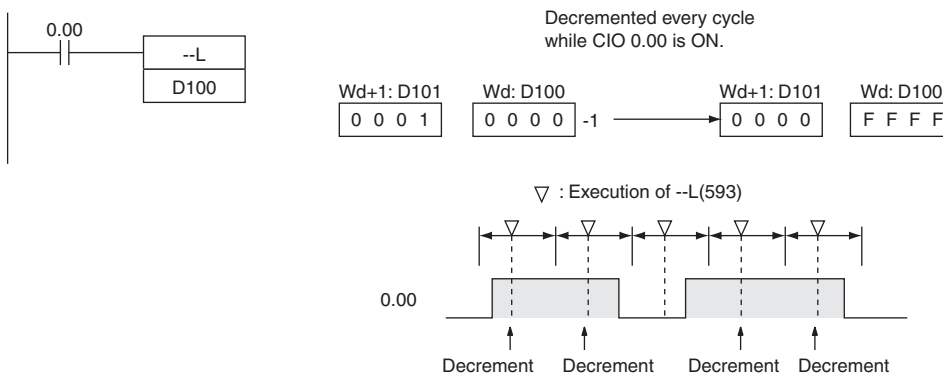 0.00
--L
D100
Decremented every cycle
while CIO 0.00 is ON.
Wd+1: D101 Wd: D100 Wd+1: D101 Wd: D100
0 0 0 1 0 0 0 0 -1 0 0 0 0 F F F F
: Execution of --L(593)
0.00
Decrement Decrement Decrement Decrement